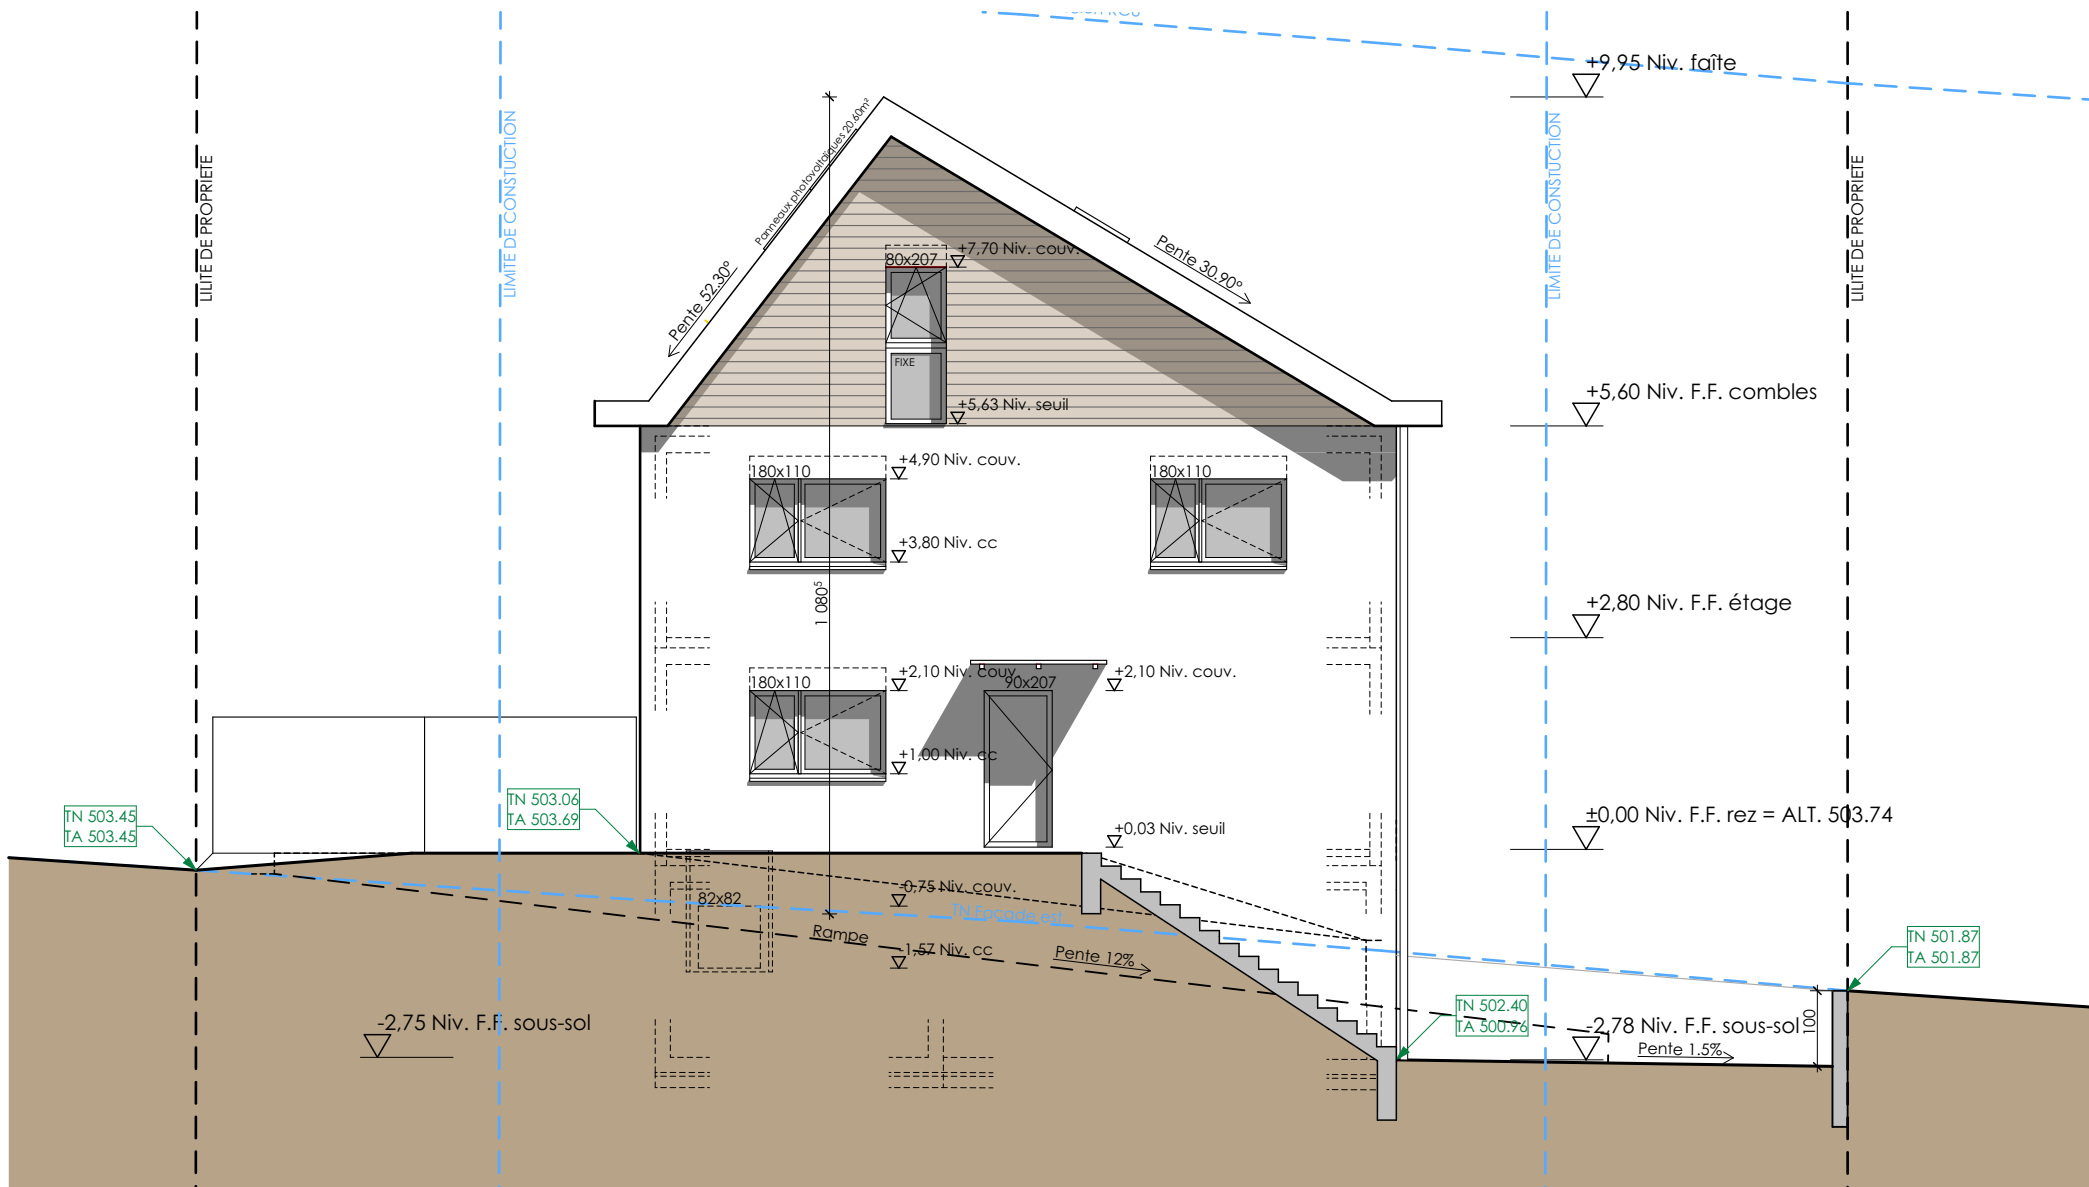 +9,95 Niv. faîte
LILITE DE PROPRIETE
LIMITE DE CONSTUCTION
Panneaux photovoltaïques 20.60m²
Pente 52.30°
Pente 30.90°
LIMITE DE CONSTUCTION
LILITE DE PROPRIETE
+7,70 Niv. couv.
80x207
FIXE
+5,63 Niv. seuil
+5,60 Niv. F.F. combles
+4,90 Niv. couv.
180x110
180x110
+3,80 Niv. cc
1 080⁵
+2,80 Niv. F.F. étage
+2,10 Niv. couv.
180x110
90x207
+2,10 Niv. couv.
+1,00 Niv. cc
TN 503.45
TA 503.45
TN 503.06
TA 503.69
+0,03 Niv. seuil
±0,00 Niv. F.F. rez = ALT. 503.74
-0,75 Niv. couv.
82x82
TN Façade est
Rampe
-1,57 Niv. cc
Pente 12%
TN 501.87
TA 501.87
TN 502.40
TA 500.96
-2,75 Niv. F.F. sous-sol
-2,78 Niv. F.F. sous-sol
100
Pente 1.5%